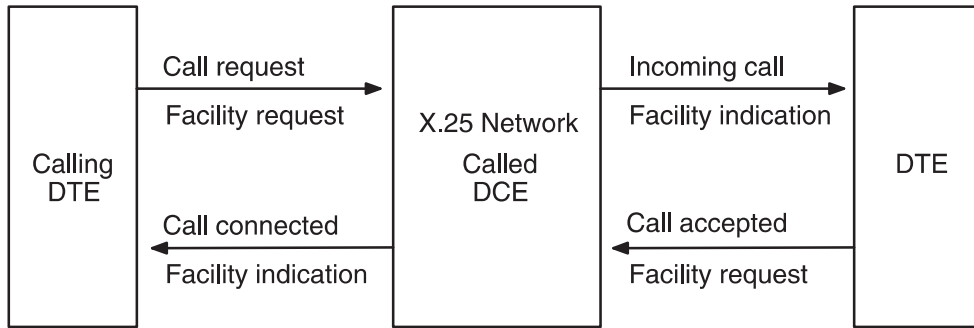 Call request
Facility request
Incoming call
Facility indication
Calling
DTE
X.25 Network
Called
DCE
DTE
Call connected
Facility indication
Call accepted
Facility request